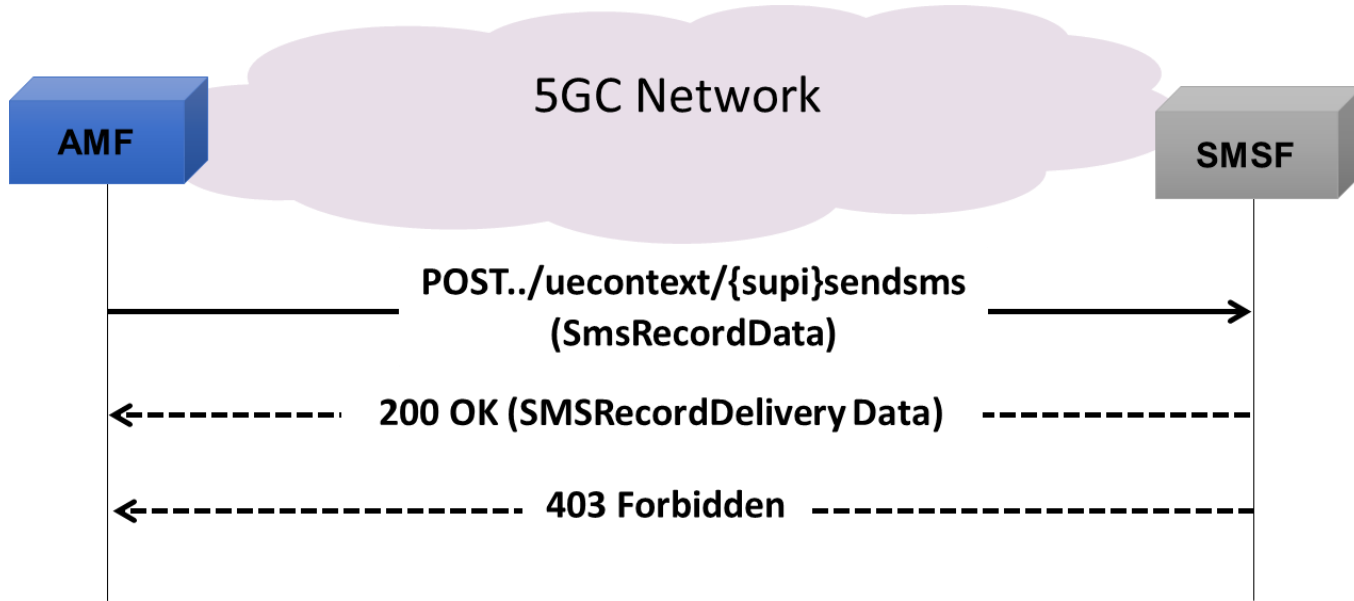 5GC Network
AMF
SMSF
POST../uecontext/{supi}sendsms
(SmsRecordData)
200 OK (SMSRecordDelivery Data)
403 Forbidden